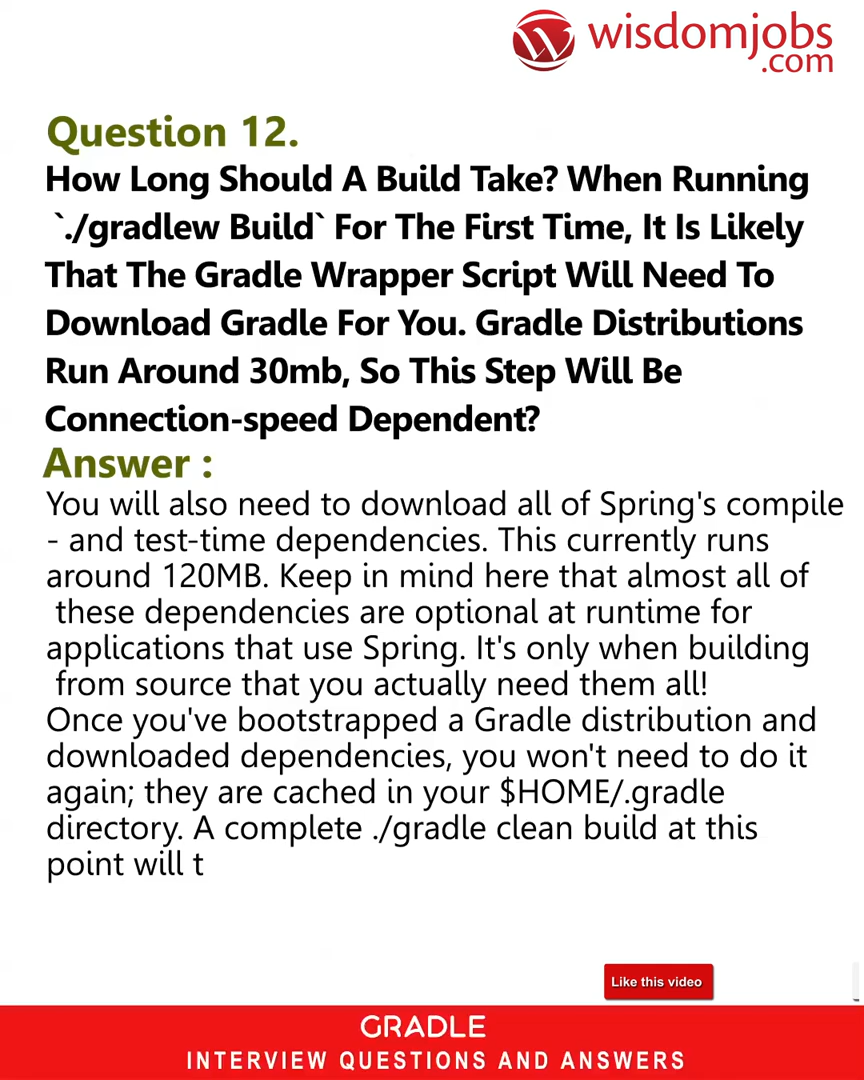 wisdomjobs
.com
Question 12.
How Long Should A Build Take? When Running
`./gradlew Build` For The First Time, It Is Likely
That The Gradle Wrapper Script Will Need To
Download Gradle For You. Gradle Distributions
Run Around 30mb, So This Step Will Be
Connection-speed Dependent?
Answer :
You will also need to download all of Spring's compile
- and test-time dependencies. This currently runs
around 120MB. Keep in mind here that almost all of
these dependencies are optional at runtime for
applications that use Spring. It's only when building
from source that you actually need them all!
Once you've bootstrapped a Gradle distribution and
downloaded dependencies, you won't need to do it
again; they are cached in your $HOME/.gradle
directory. A complete ./gradle clean build at this
point will t
Like this video
GRADLE
INTERVIEW QUESTIONS AND ANSWERS